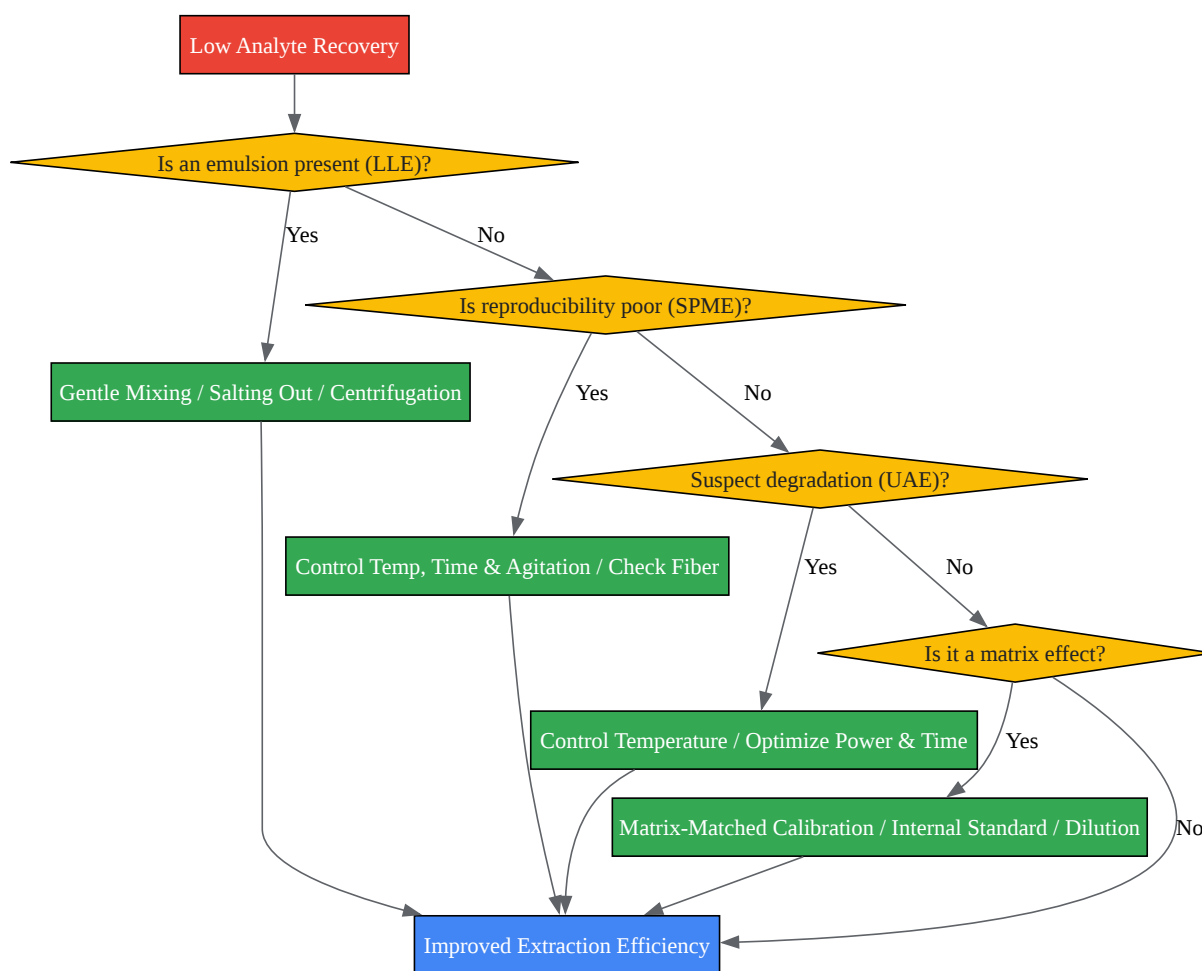 Low Analyte Recovery
Is an emulsion present (LLE)?
Yes
No
Is reproducibility poor (SPME)?
Gentle Mixing / Salting Out / Centrifugation
Yes
No
Suspect degradation (UAE)?
Control Temp, Time & Agitation / Check Fiber
Yes
No
Is it a matrix effect?
Control Temperature / Optimize Power & Time
Yes
Matrix-Matched Calibration / Internal Standard / Dilution
No
Improved Extraction Efficiency